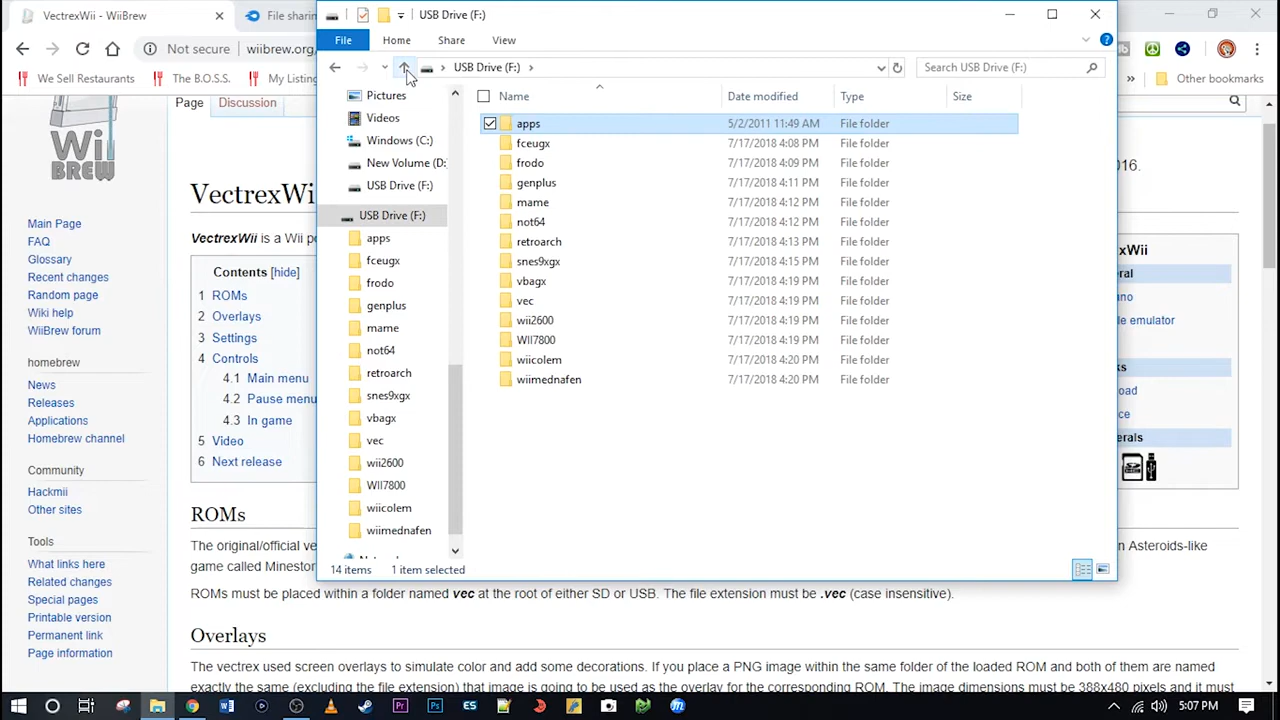 VectrexWii - WiiBrew
File sharin
USB Drive (F:)
Not secure
wiibrew.org
File
Home
Share
View
We Sell Restaurants
The B.O.S.S.
My Listing
Other bookmarks
USB Drive (F:)
Search USB Drive (F:)
Page
Discussion
Wii
BREW
Main Page
FAQ
Glossary
Recent changes
Random page
Wiki help
WiiBrew forum
homebrew
News
Releases
Applications
Homebrew channel
Community
Hackmii
Other sites
Tools
What links here
Related changes
Special pages
Printable version
Permanent link
Page information
VectrexWi
VectrexWii is a Wii po
Contents [hide]
1 ROMs
2 Overlays
3 Settings
4 Controls
4.1 Main menu
4.2 Pause menu
4.3 In game
5 Video
6 Next release
Pictures
Videos
Windows (C:)
New Volume (D:
USB Drive (F:)
USB Drive (F:)
apps
fceugx
frodo
genplus
mame
not64
retroarch
snes9xgx
vbagx
vec
wii2600
WII7800
wiicolem
wiimednafen
Name Date modified Type Size
apps 5/2/2011 11:49 AM File folder
fceugx 7/17/2018 4:08 PM File folder
frodo 7/17/2018 4:09 PM File folder
genplus 7/17/2018 4:11 PM File folder
mame 7/17/2018 4:12 PM File folder
not64 7/17/2018 4:12 PM File folder
retroarch 7/17/2018 4:13 PM File folder
snes9xgx 7/17/2018 4:15 PM File folder
vbagx 7/17/2018 4:19 PM File folder
vec 7/17/2018 4:19 PM File folder
wii2600 7/17/2018 4:19 PM File folder
WII7800 7/17/2018 4:19 PM File folder
wiicolem 7/17/2018 4:20 PM File folder
wiimednafen 7/17/2018 4:20 PM File folder
14 items 1 item selected
016.
xWii
ral
no
e emulator
ks
oad
ce
erals
ROMs
The original/official ve
n Asteroids-like
game called Minestor
ROMs must be placed within a folder named vec at the root of either SD or USB. The file extension must be .vec (case insensitive).
Overlays
The vectrex used screen overlays to simulate color and add some decorations. If you place a PNG image within the same folder of the loaded ROM and both of them are named
exactly the same (excluding the file extension) that image is going to be used as the overlay for the corresponding ROM. The image dimensions must be 388x480 pixels and it must
5:07 PM